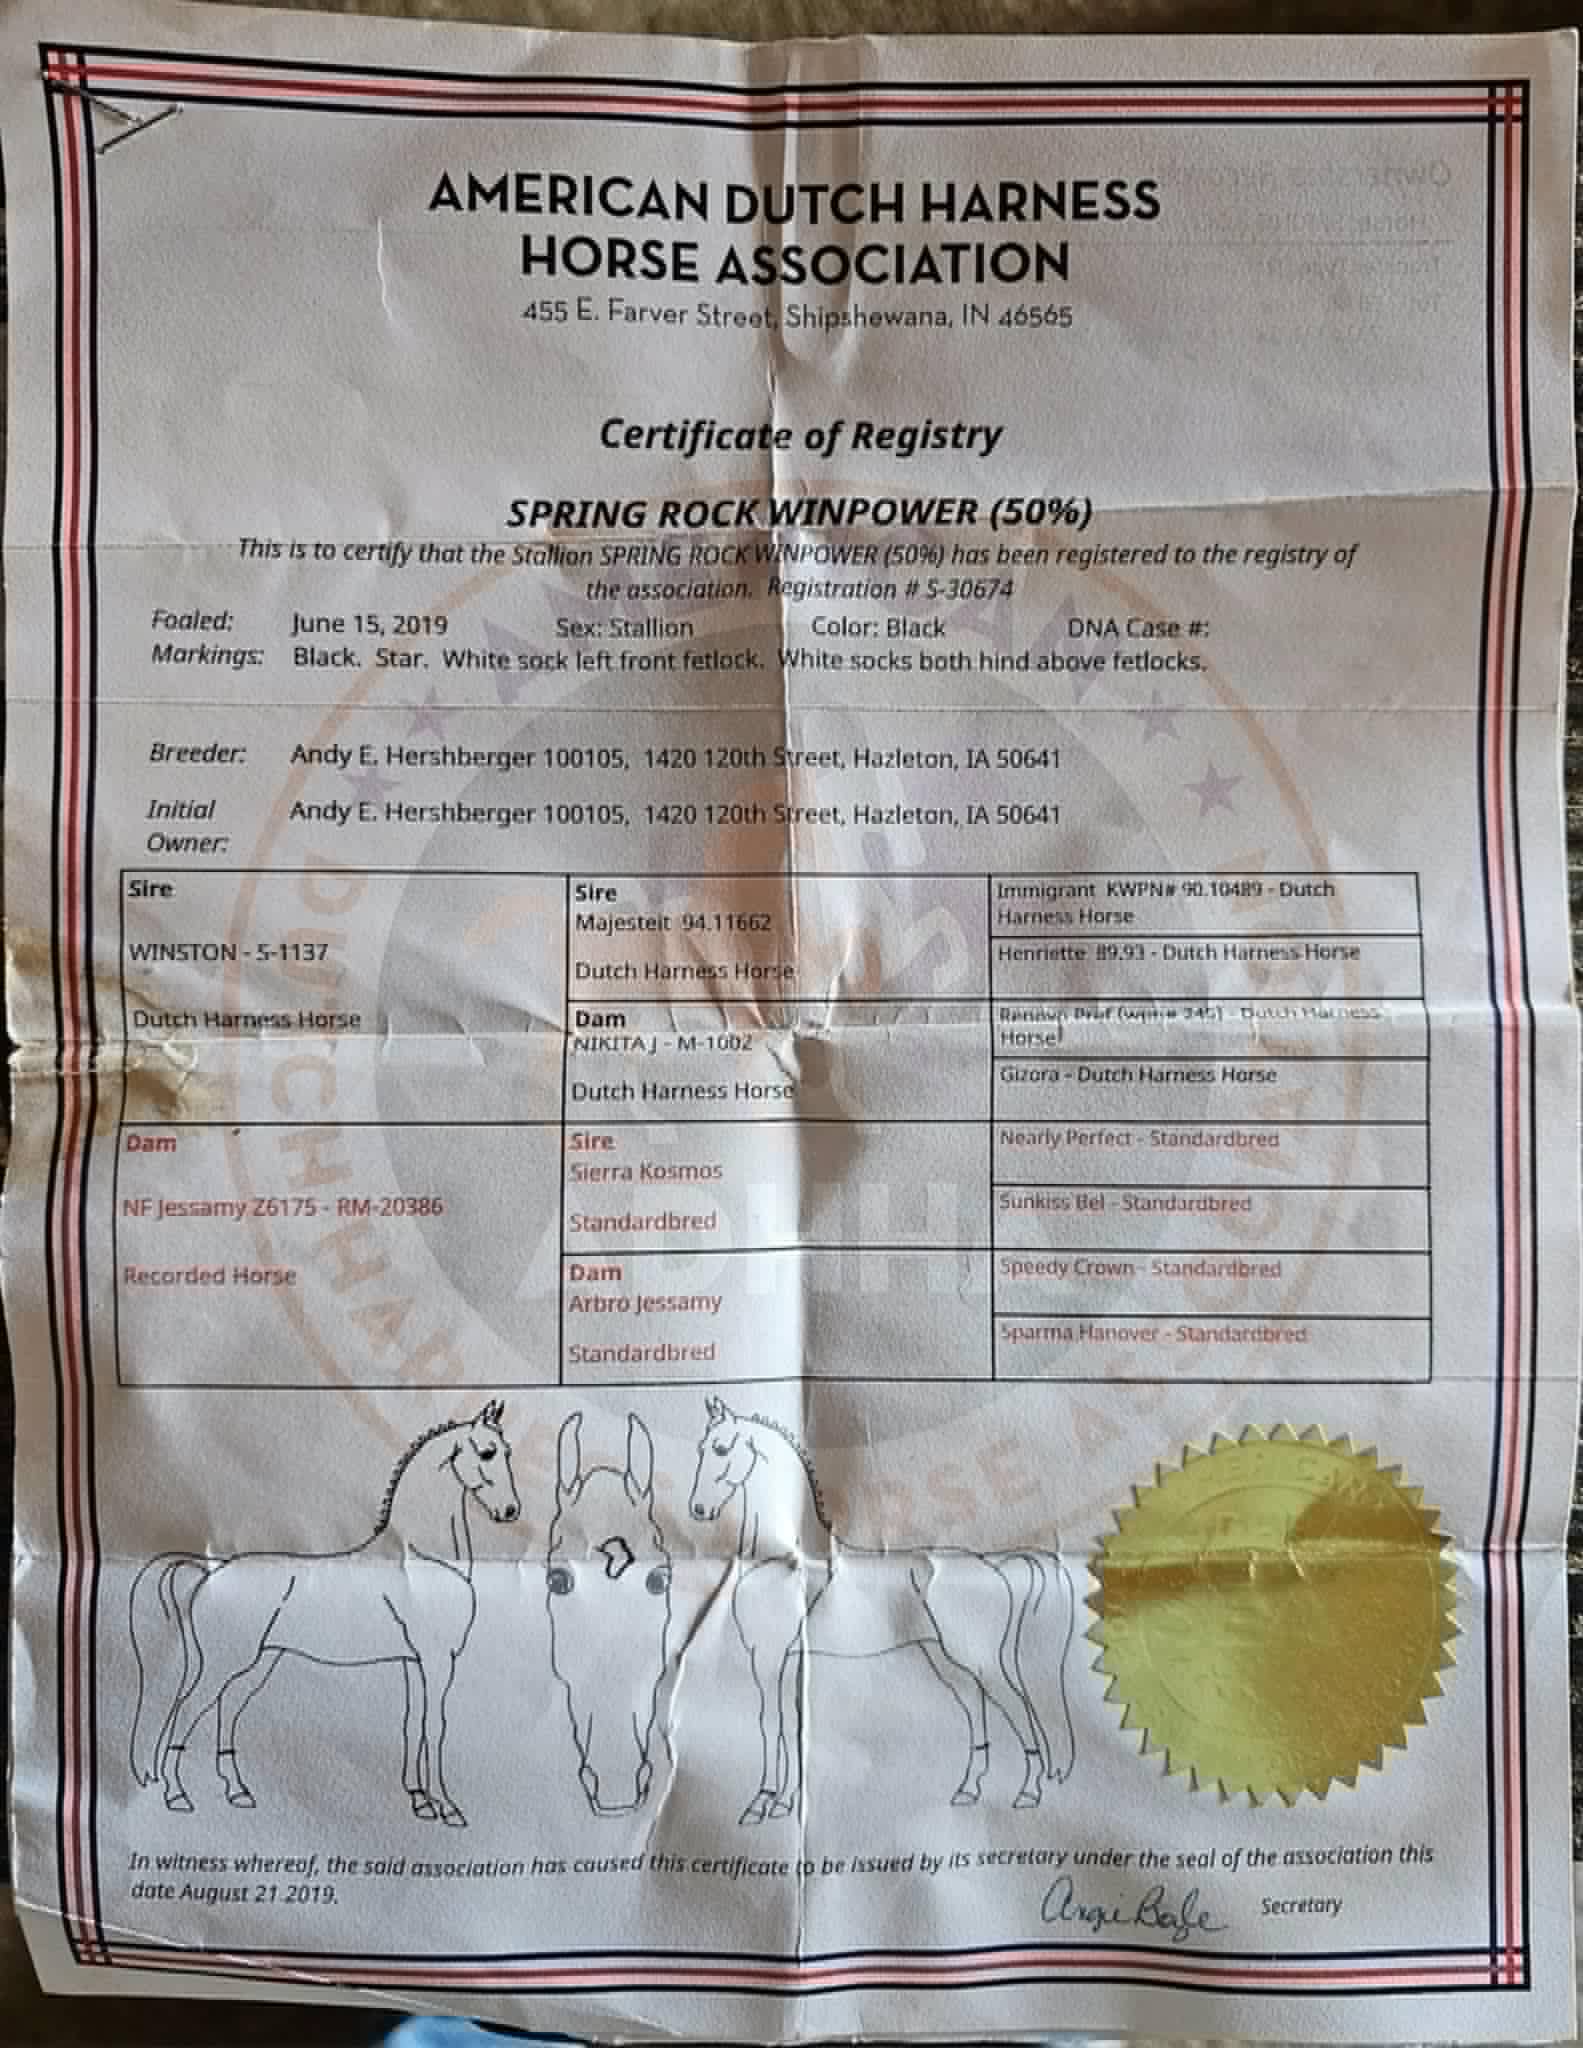 AMERICAN DUTCH HARNESS
HORSE ASSOCIATION
455 E. Farver Street, Shipshewana, IN 46565
Certificate of Registry
SPRING ROCK WINPOWER (50%)
This is to certify that the Stallion SPRING ROCK WINPOWER (50%) has been registered to the registry of
the association. Registration # S-30674
Foaled: June 15, 2019 Sex: Stallion Color: Black DNA Case #:
Markings: Black. Star. White sock left front fetlock. White socks both hind above fetlocks.
Breeder: Andy E. Hershberger 100105, 1420 120th Street, Hazleton, IA 50641
Initial Andy E. Hershberger 100105, 1420 120th Street, Hazleton, IA 50641
Owner:
Sire
WINSTON - S-1137
Dutch Harness Horse
Sire
Majesteit 94.11662
Dutch Harness Horse
Immigrant KWPN# 90.10489 - Dutch
Harness Horse
Henriette 89.93 - Dutch Harness Horse
Dam
NIKITA J - M-1002
Dutch Harness Horse
Dutch Harness
Horse)
Gizora - Dutch Harness Horse
Dam
NF Jessamy Z6175 - RM-20386
Recorded Horse
Sire
Sierra Kosmos
Standardbred
Nearly Perfect - Standardbred
Sunkiss Bel - Standardbred
Dam
Arbro Jessamy
Standardbred
Speedy Crown - Standardbred
Sparma Hanover - Standardbred
In witness whereof, the said association has caused this certificate to be issued by its secretary under the seal of the association this
date August 21 2019.
Secretary